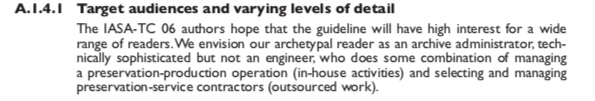 A.1.4.1 Target audiences and varying levels of detail
The IASA-TC 06 authors hope that the guideline will have high interest for a wide
range of readers. We envision our archetypal reader as an archive administrator, tech-
nically sophisticated but not an engineer, who does some combination of managing
a preservation-production operation (in-house activities) and selecting and managing
preservation-service contractors (outsourced work).